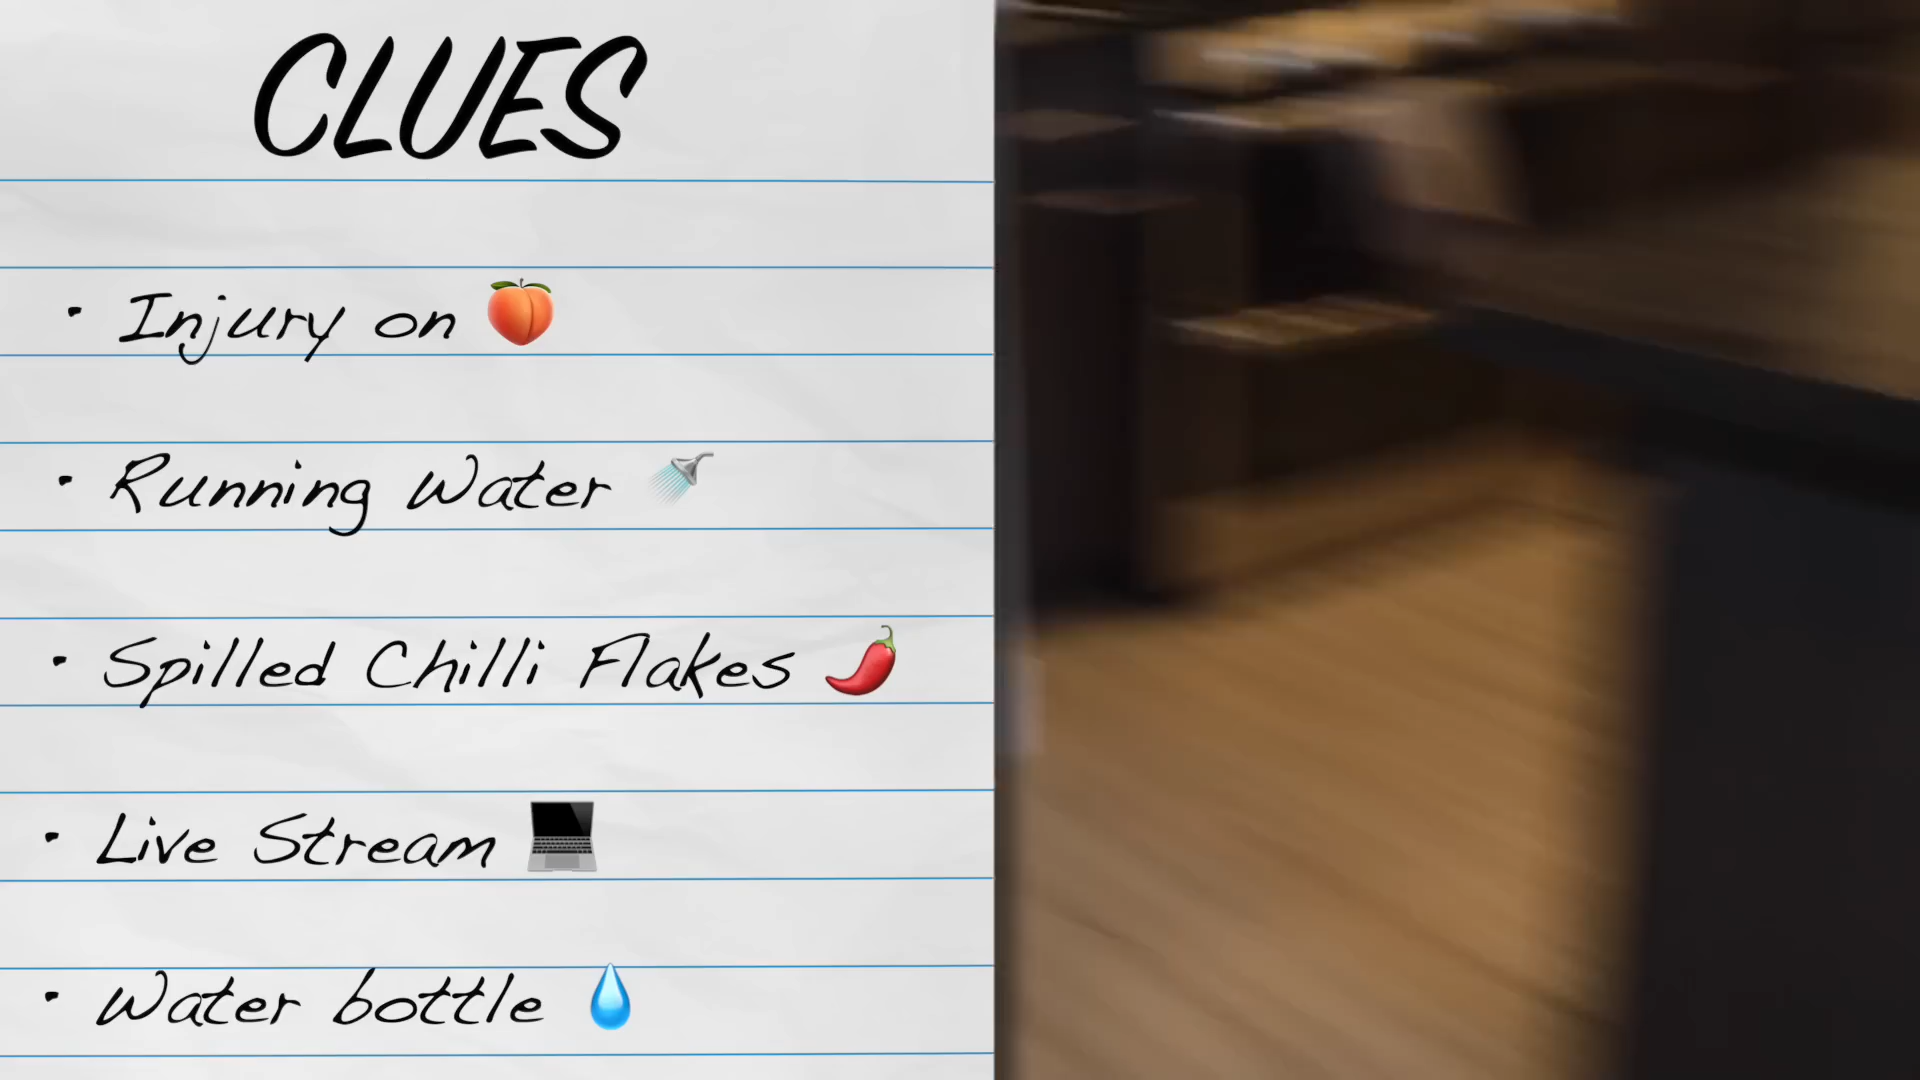 CLUES
· Injury on 🍑
· Running Water 🚿
· Spilled Chilli Flakes 🌶️
· Live Stream 💻
· Water bottle 💧